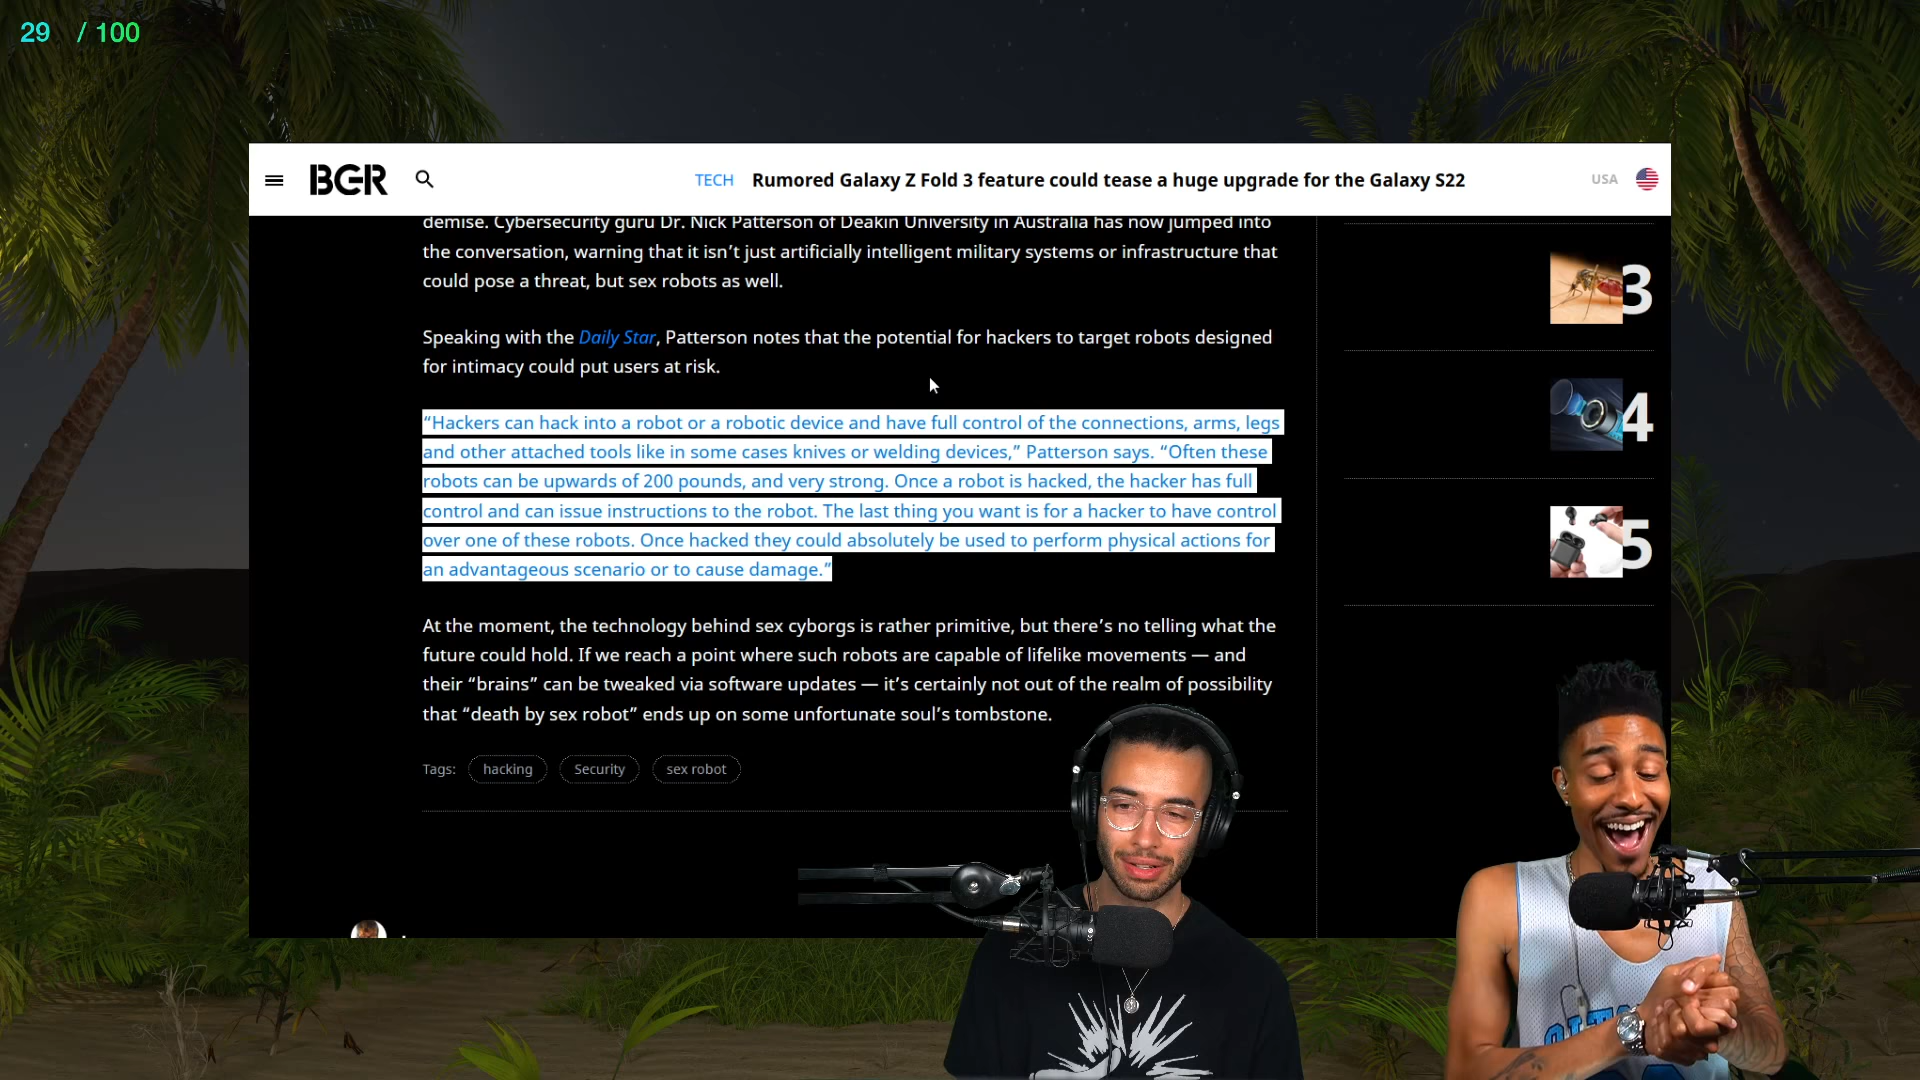 29 / 100
BGR
TECH Rumored Galaxy Z Fold 3 feature could tease a huge upgrade for the Galaxy S22
USA
demise. Cybersecurity guru Dr. Nick Patterson of Deakin University in Australia has now jumped into
the conversation, warning that it isn’t just artificially intelligent military systems or infrastructure that
could pose a threat, but sex robots as well.
Speaking with the Daily Star, Patterson notes that the potential for hackers to target robots designed
for intimacy could put users at risk.
“Hackers can hack into a robot or a robotic device and have full control of the connections, arms, legs
and other attached tools like in some cases knives or welding devices,” Patterson says. “Often these
robots can be upwards of 200 pounds, and very strong. Once a robot is hacked, the hacker has full
control and can issue instructions to the robot. The last thing you want is for a hacker to have control
over one of these robots. Once hacked they could absolutely be used to perform physical actions for
an advantageous scenario or to cause damage.”
At the moment, the technology behind sex cyborgs is rather primitive, but there’s no telling what the
future could hold. If we reach a point where such robots are capable of lifelike movements — and
their “brains” can be tweaked via software updates — it’s certainly not out of the realm of possibility
that “death by sex robot” ends up on some unfortunate soul’s tombstone.
Tags: hacking Security sex robot
3
4
5